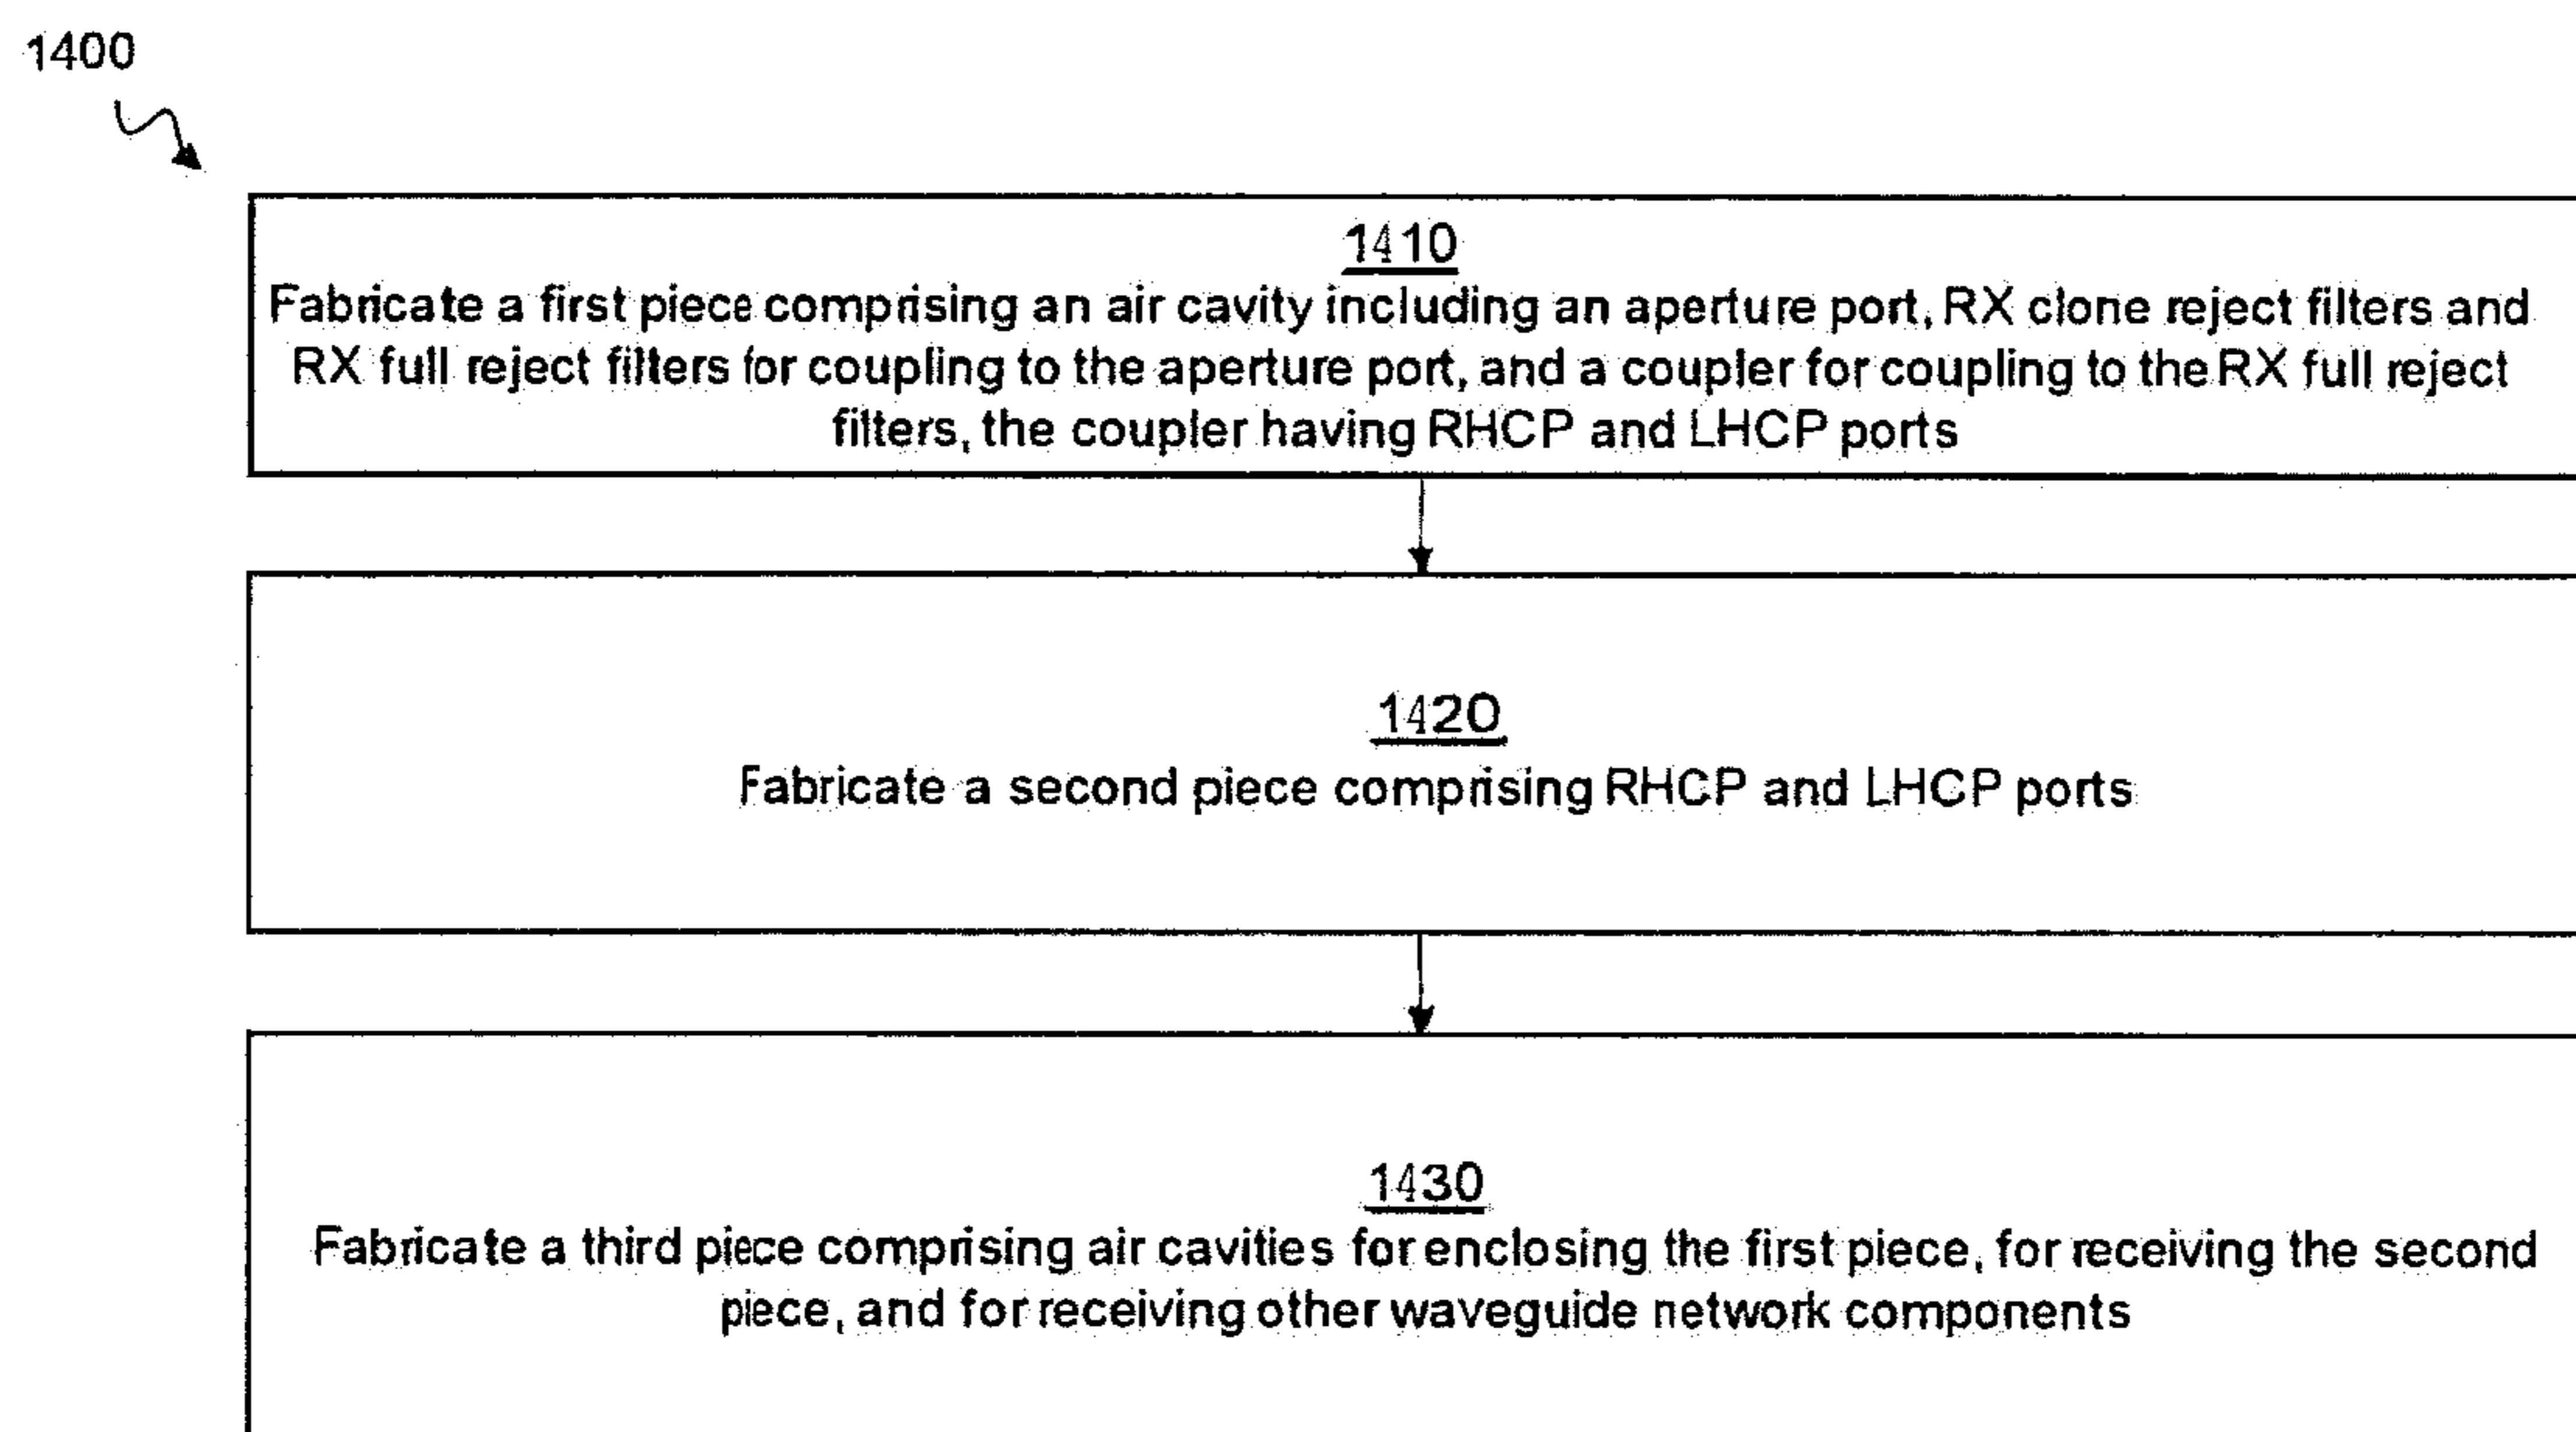 1400
1410
Fabricate a first piece comprising an air cavity including an aperture port, RX clone reject filters and
RX full reject filters for coupling to the aperture port, and a coupler for coupling to the RX full reject
filters, the coupler having RHCP and LHCP ports
1420
Fabricate a second piece comprising RHCP and LHCP ports
1430
Fabricate a third piece comprising air cavities for enclosing the first piece, for receiving the second
piece, and for receiving other waveguide network components